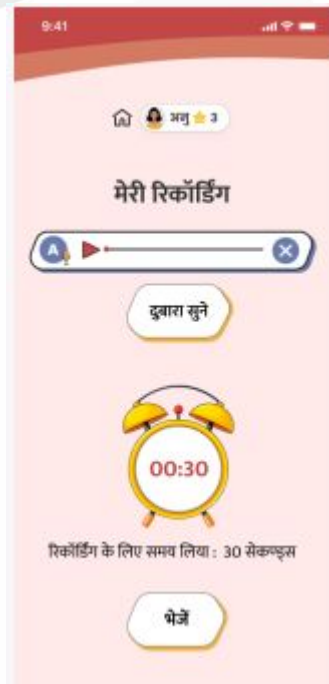 9:41
अनु 3
मेरी रिकॉर्डिंग
A
दुबारा सुने
00:30
रिकॉर्डिंग के लिए समय लिया : 30 सेकण्ड्स
भेजें